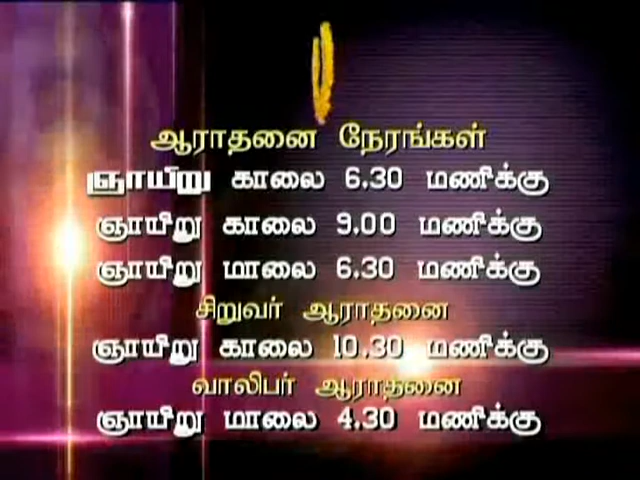 ஆராதனை நேரங்கள்
ஞாயிறு காலை 6.30 மணிக்கு
ஞாயிறு காலை 9.00 மணிக்கு
ஞாயிறு மாலை 6.30 மணிக்கு
சிறுவர் ஆராதனை
ஞாயிறு காலை 10.30 மணிக்கு
வாலிபர் ஆராதனை
ஞாயிறு மாலை 4.30 மணிக்கு